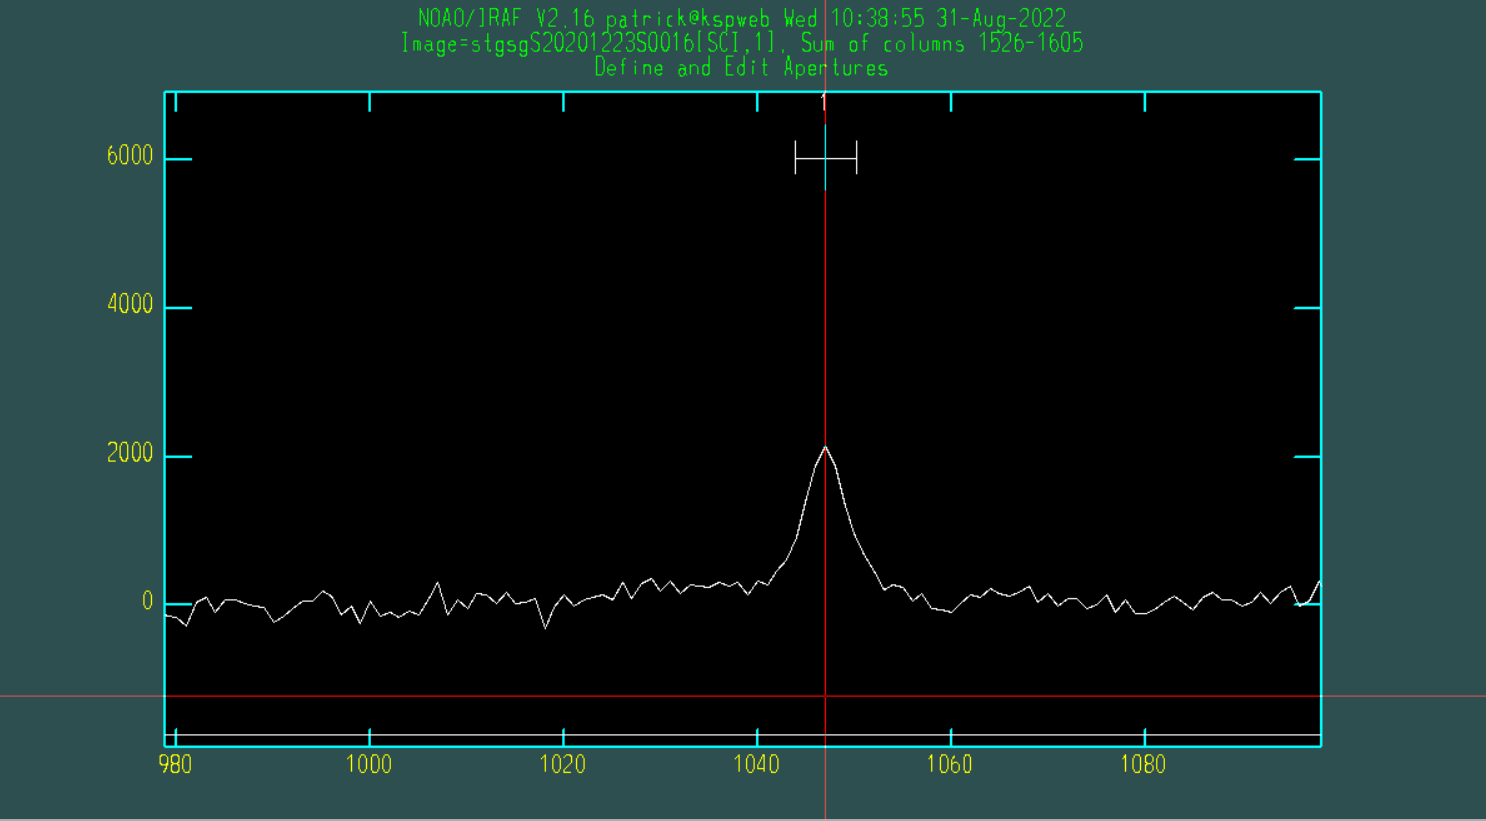 NOAO/IRAF V2.16 patrick@kspweb Wed 10:38:55 31-Aug-2022
Image=stgsgS20201223S0016[SCI,1], Sum of columns 1526-1605
Define and Edit Apertures
1
6000
4000
2000
0
980 1000 1020 1040 1060 1080